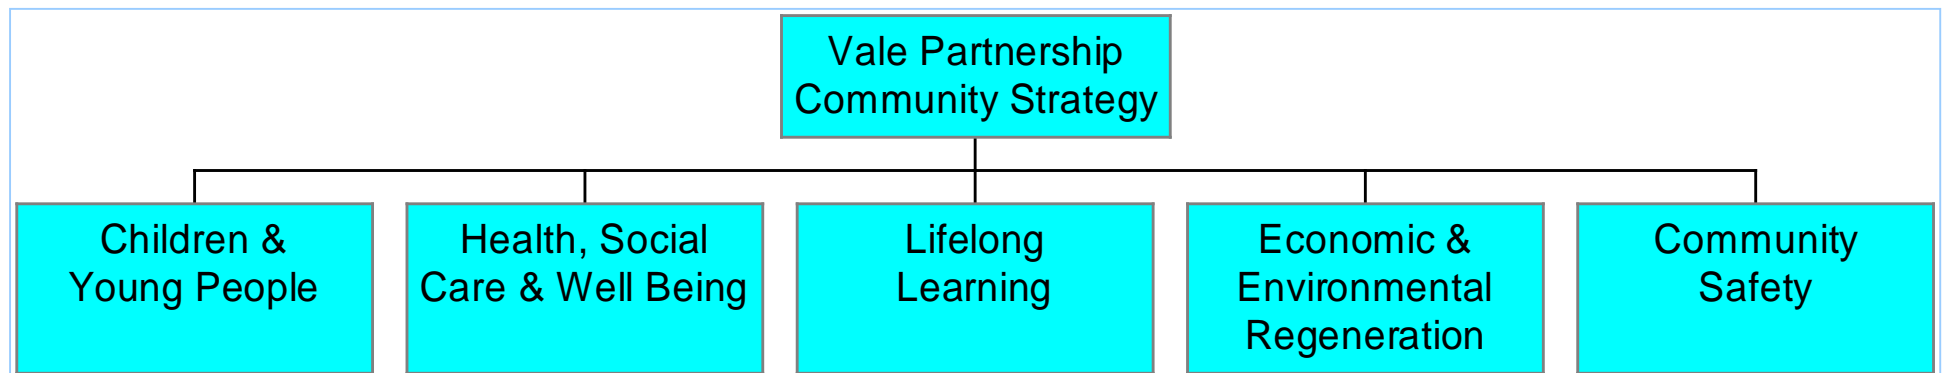 Vale Partnership
Community Strategy
Children &
Young People
Health, Social
Care & Well Being
Lifelong
Learning
Economic &
Environmental
Regeneration
Community
Safety